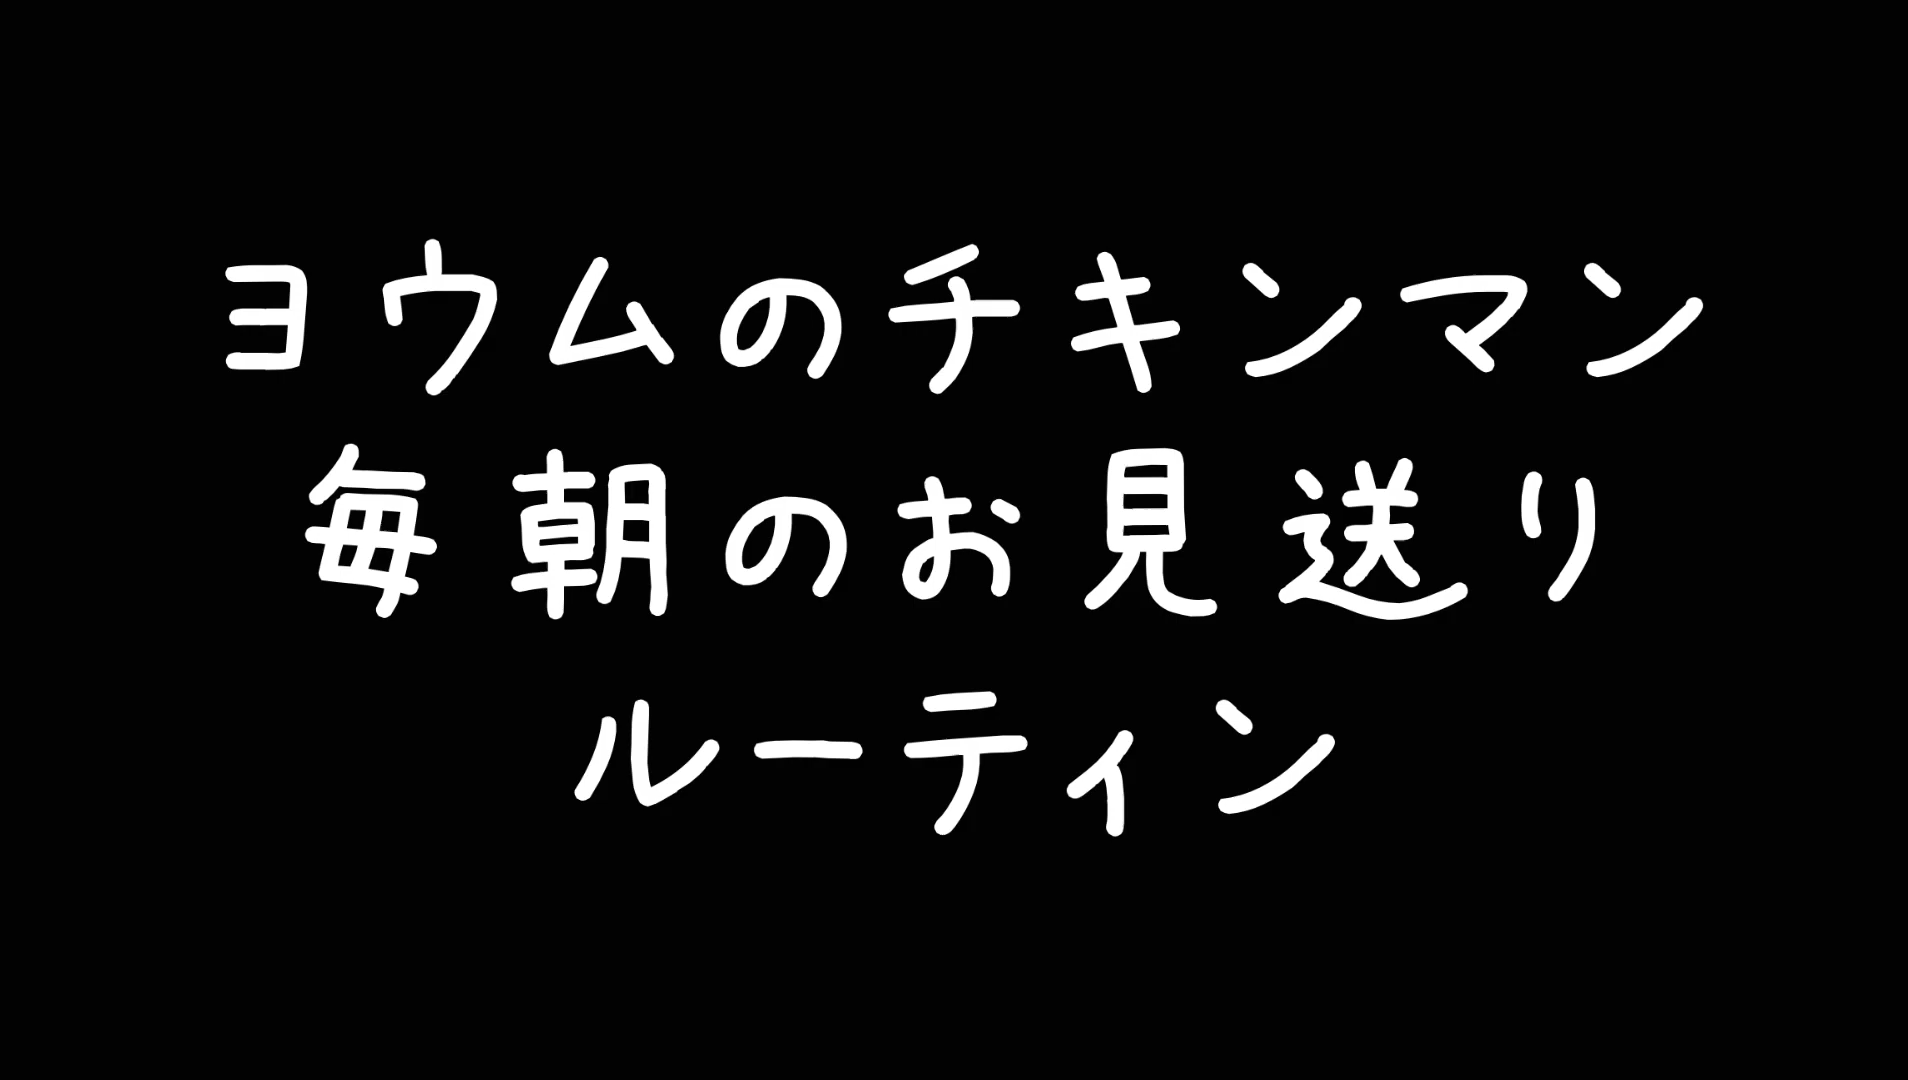 ヨウムのチキンマン
毎朝のお見送り
ルーティン